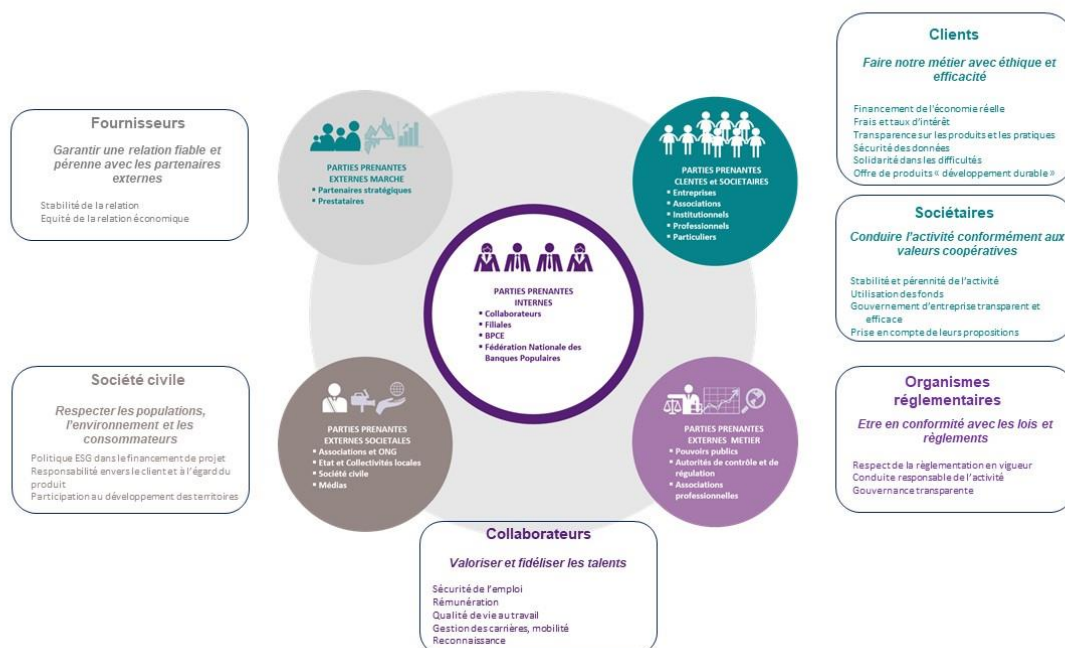 Clients
Faire notre métier avec éthique et
efficacité
Financement de l'économie réelle
Frais et taux d'intérêt
Transparence sur les produits et les pratiques
Sécurité des données
Solidarité dans les difficultés
Offre de produits « développement durable »
Fournisseurs
Garantir une relation fiable et
pérenne avec les partenaires
externes
Stabilité de la relation
Equité de la relation économique
PARTIES PRENANTES
EXTERNES MARCHE
▪ Partenaires stratégiques
▪ Prestataires
PARTIES PRENANTES
CLIENTES et SOCIETAIRES
▪ Entreprises
▪ Associations
▪ Institutionnels
▪ Professionnels
▪ Particuliers
Sociétaires
Conduire l'activité conformément aux
valeurs coopératives
Stabilité et pérennité de l'activité
Utilisation des fonds
Gouvernement d'entreprise transparent et
efficace
Prise en compte de leurs propositions
PARTIES PRENANTES
INTERNES
▪ Collaborateurs
▪ Filiales
▪ BPCE
▪ Fédération Nationale des
Banques Populaires
Société civile
Respecter les populations,
l'environnement et les
consommateurs
Politique ESG dans le financement de projet
Responsabilité envers le client et à l'égard du
produit
Participation au développement des territoires
PARTIES PRENANTES
EXTERNES SOCIETALES
▪ Associations et ONG
▪ Etat et Collectivités locales
▪ Société civile
▪ Médias
PARTIES PRENANTES
EXTERNES METIER
▪ Pouvoirs publics
▪ Autorités de contrôle et de
régulation
▪ Associations
professionnelles
Organismes
réglementaires
Etre en conformité avec les lois et
règlements
Respect de la règlementation en vigueur
Conduite responsable de l'activité
Gouvernance transparente
Collaborateurs
Valoriser et fidéliser les talents
Sécurité de l'emploi
Rémunération
Qualité de vie au travail
Gestion des carrières, mobilité
Reconnaissance